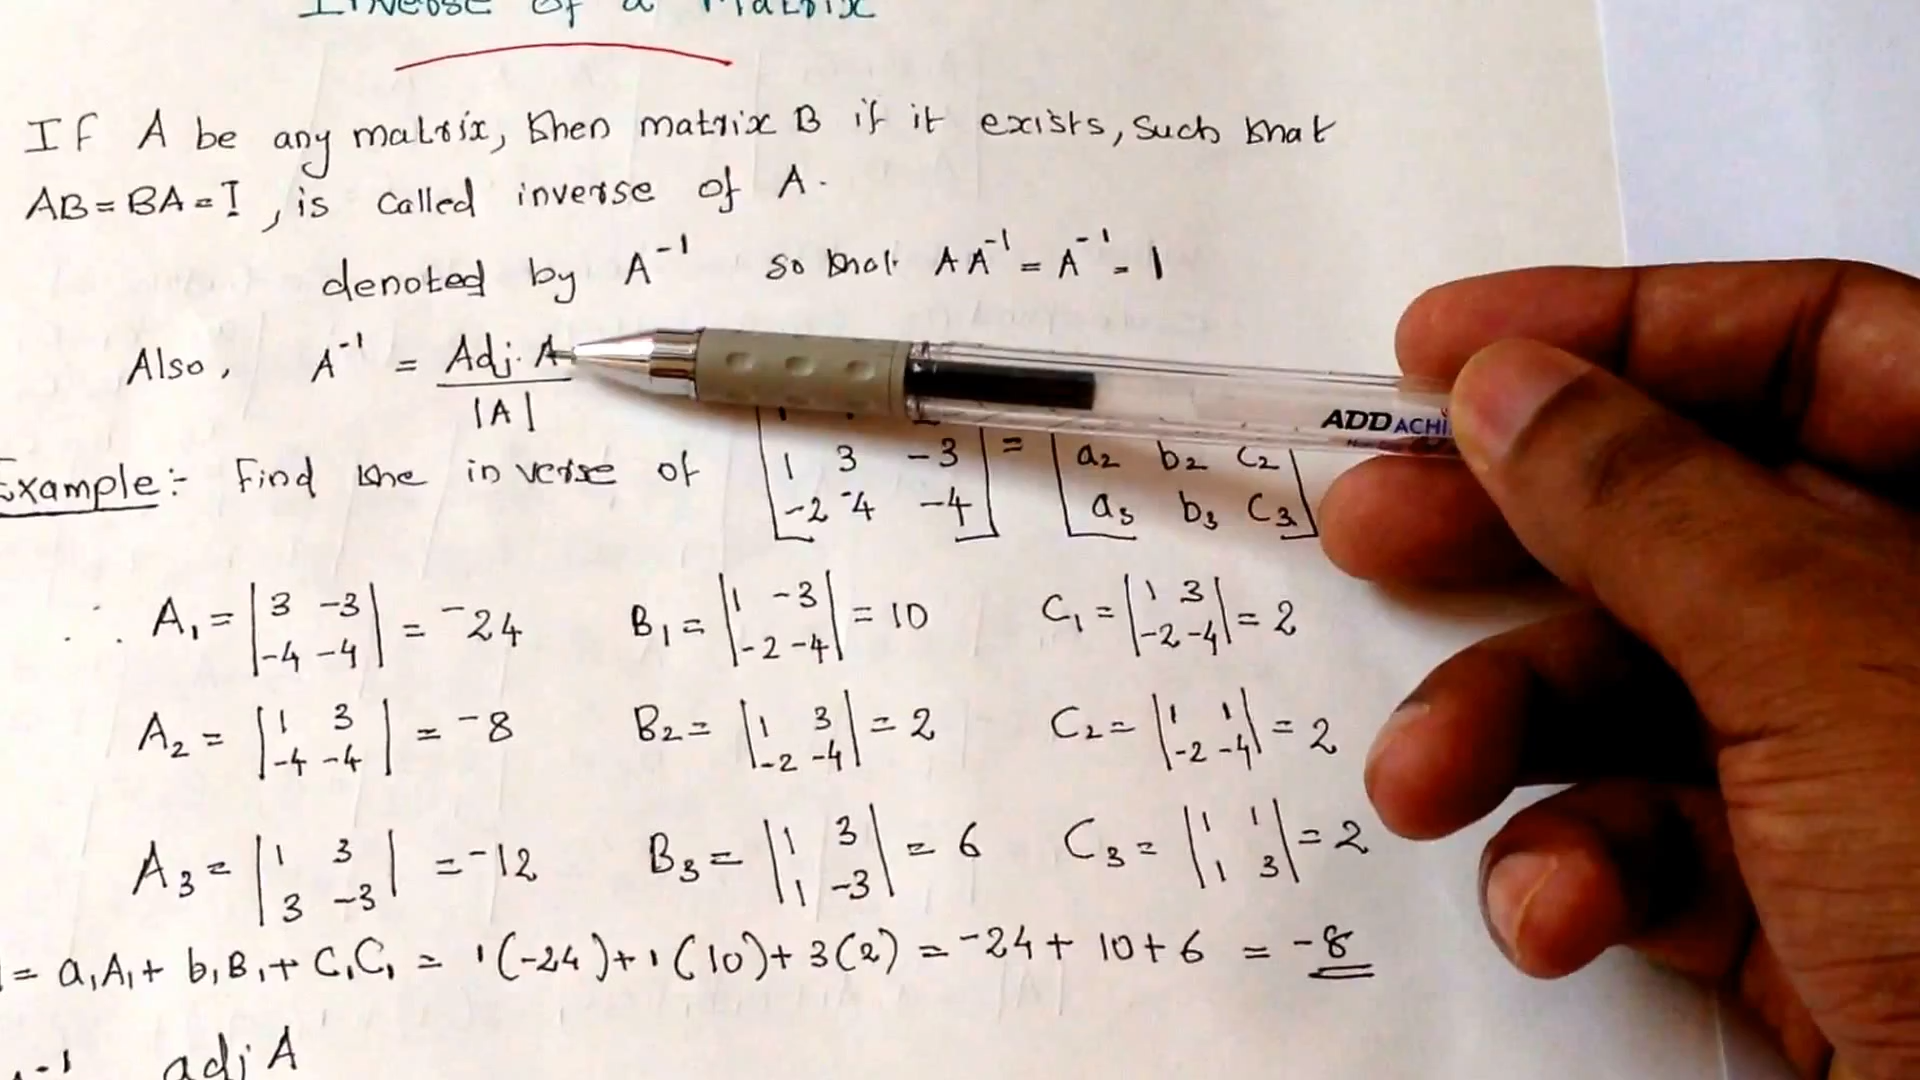 Inverse of a Matrix
If A be any matrix, then matrix B if it exists, such that
AB = BA = I, is called inverse of A.
denoted by A⁻¹ so that AA⁻¹ = A⁻¹ = 1
Also, A⁻¹ = Adj. A / |A|
ADD ACHI
Example:- Find the inverse of [1 3 -3; -2 -4 -4] = [a2 b2 c2; a3 b3 c3]
∴ A1 = |3 -3; -4 -4| = -24 B1 = |1 -3; -2 -4| = 10 C1 = |1 3; -2 -4| = 2
A2 = |1 3; -4 -4| = -8 B2 = |1 3; -2 -4| = 2 C2 = |1 1; -2 -4| = 2
A3 = |1 3; 3 -3| = -12 B3 = |1 3; 1 -3| = 6 C3 = |1 1; 1 3| = 2
= a1A1 + b1B1 + C1C1 = 1(-24) + 1(10) + 3(2) = -24 + 10 + 6 = -8
-1 adj A